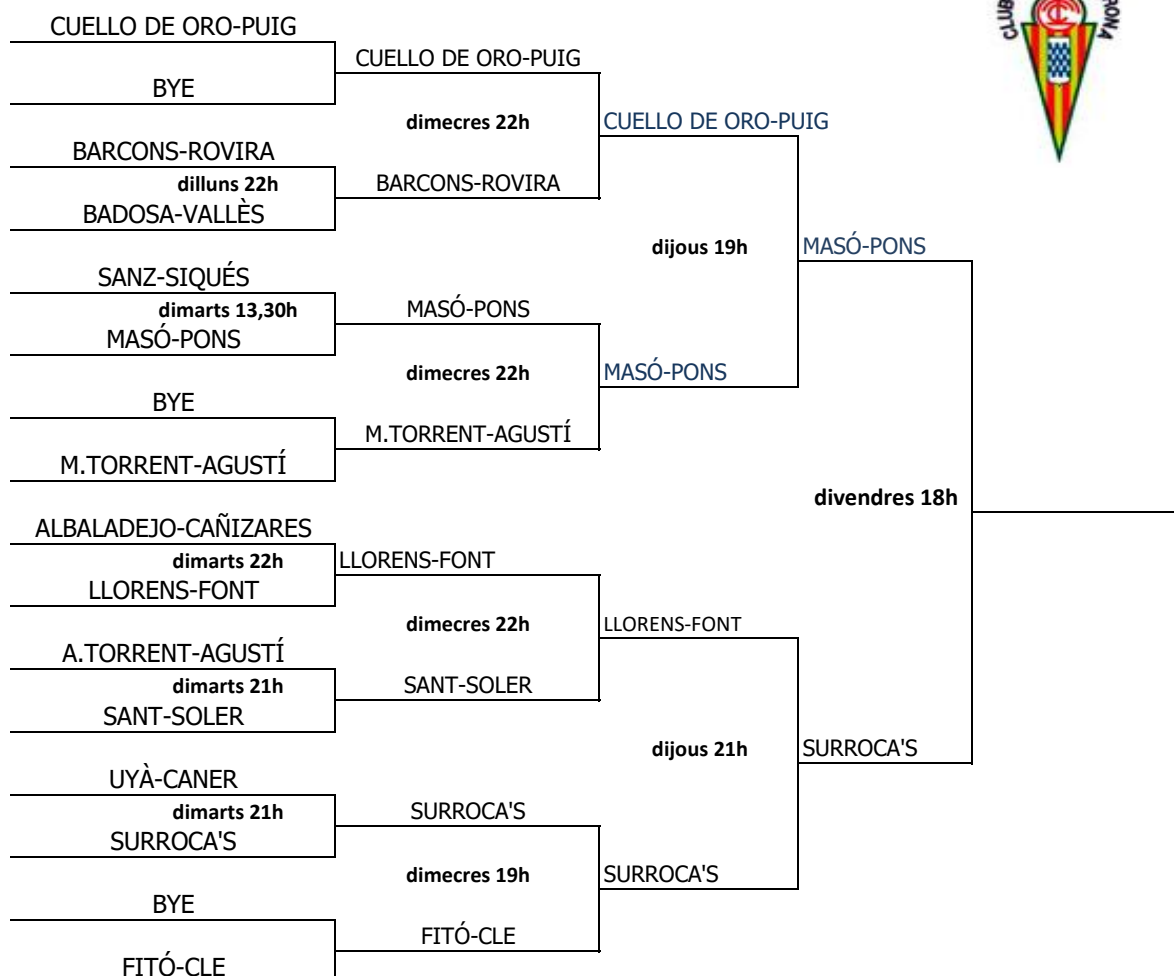 CLUB
RONA
CUELLO DE ORO-PUIG
CUELLO DE ORO-PUIG
BYE
dimecres 22h
CUELLO DE ORO-PUIG
BARCONS-ROVIRA
dilluns 22h
BARCONS-ROVIRA
BADOSA-VALLÈS
dijous 19h
MASÓ-PONS
SANZ-SIQUÉS
dimarts 13,30h
MASÓ-PONS
MASÓ-PONS
dimecres 22h
MASÓ-PONS
BYE
M.TORRENT-AGUSTÍ
M.TORRENT-AGUSTÍ
divendres 18h
ALBALADEJO-CAÑIZARES
dimarts 22h
LLORENS-FONT
LLORENS-FONT
dimecres 22h
LLORENS-FONT
A.TORRENT-AGUSTÍ
dimarts 21h
SANT-SOLER
SANT-SOLER
dijous 21h
SURROCA'S
UYÀ-CANER
dimarts 21h
SURROCA'S
SURROCA'S
dimecres 19h
SURROCA'S
BYE
FITÓ-CLE
FITÓ-CLE